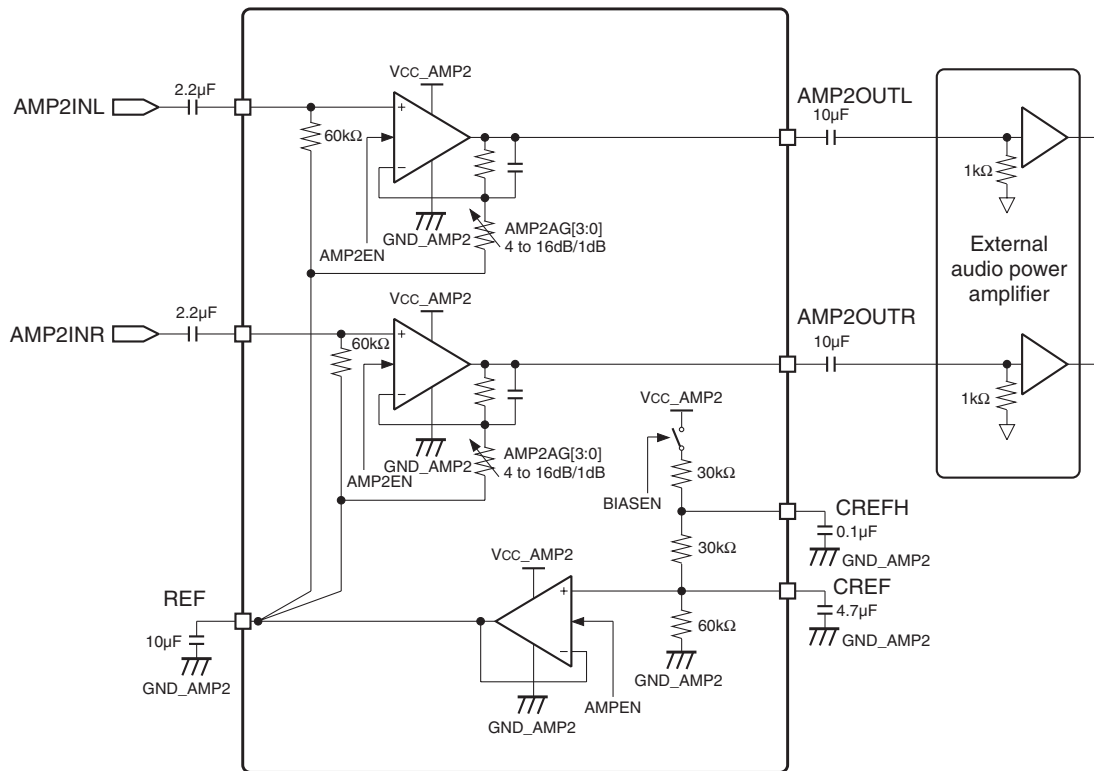 VCC_AMP2
2.2µF
AMP2INL
60kΩ
+
−
AMP2OUTL
10µF
1kΩ
GND_AMP2
AMP2AG[3:0]
4 to 16dB/1dB
AMP2EN
External
audio power
amplifier
VCC_AMP2
2.2µF
AMP2INR
60kΩ
+
−
AMP2OUTR
10µF
1kΩ
GND_AMP2
AMP2AG[3:0]
4 to 16dB/1dB
AMP2EN
VCC_AMP2
30kΩ
BIASEN
CREFH
0.1µF
GND_AMP2
30kΩ
VCC_AMP2
CREF
4.7µF
GND_AMP2
+
−
60kΩ
GND_AMP2
REF
10µF
GND_AMP2
GND_AMP2
AMPEN